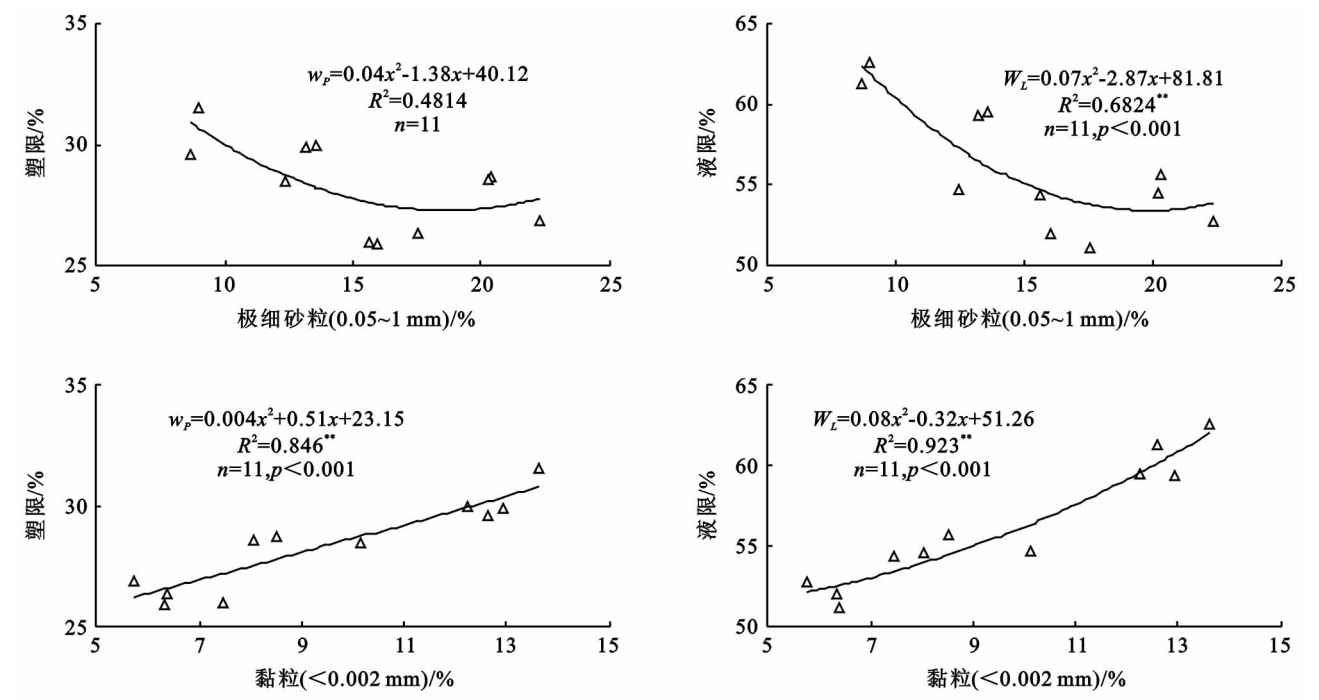 35
30
25
塑限/%
w_P=0.04x²-1.38x+40.12
R²=0.4814
n=11
5 10 15 20 25
极细砂粒(0.05~1 mm)/%
65
60
55
50
液限/%
W_L=0.07x²-2.87x+81.81
R²=0.6824**
n=11,p<0.001
5 10 15 20 25
极细砂粒(0.05~1 mm)/%
35
30
25
塑限/%
w_P=0.004x²+0.51x+23.15
R²=0.846**
n=11,p<0.001
5 7 9 11 13 15
黏粒(<0.002 mm)/%
65
60
55
50
液限/%
W_L=0.08x²-0.32x+51.26
R²=0.923**
n=11,p<0.001
5 7 9 11 13 15
黏粒(<0.002 mm)/%